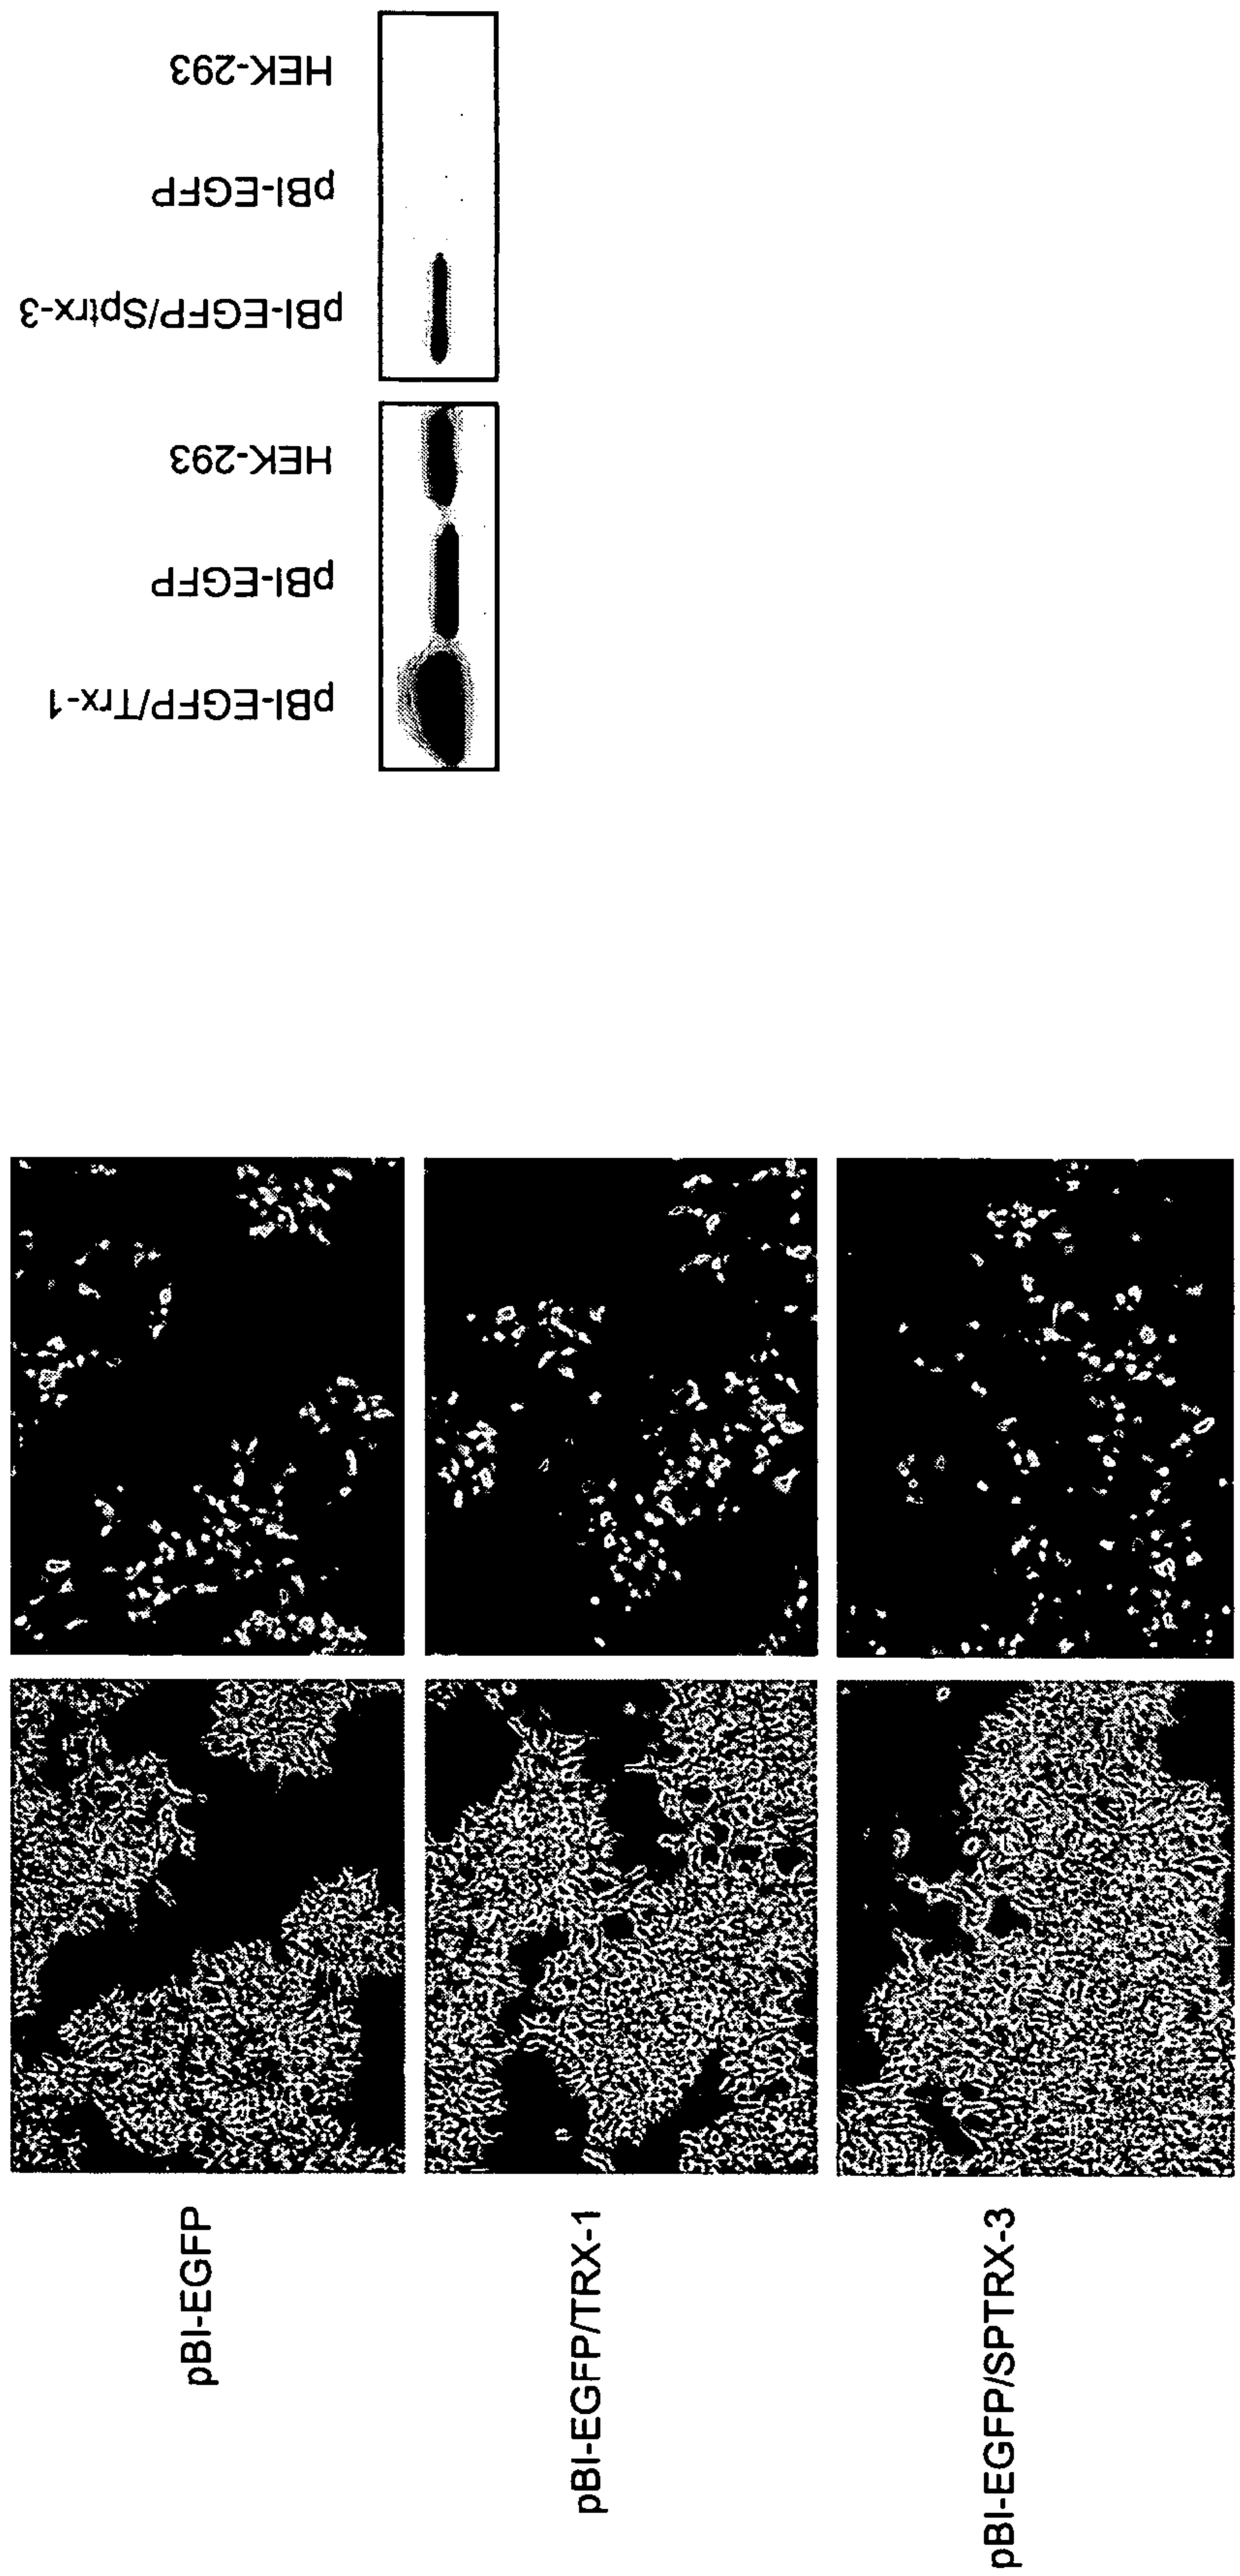 HEK-293
pBI-EGFP
pBI-EGFP/Sptrx-3
HEK-293
pBI-EGFP
pBI-EGFP/Trx-1
pBI-EGFP
pBI-EGFP/TRX-1
pBI-EGFP/SPTRX-3